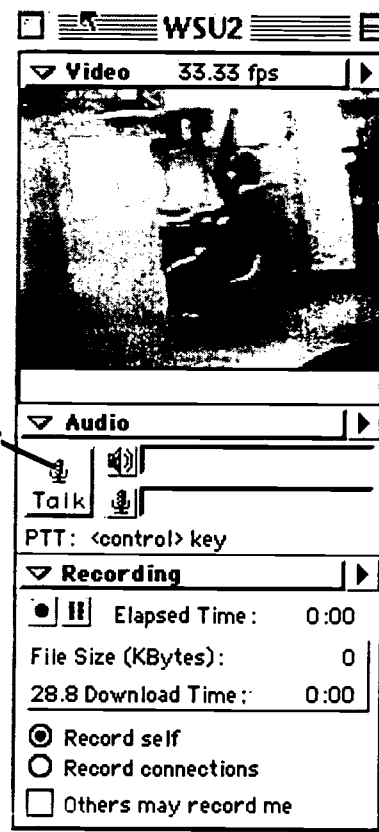 WSU2
Video 33.33 fps
Audio
Talk
PTT: <control> key
Recording
Elapsed Time: 0:00
File Size (KBytes): 0
28.8 Download Time: 0:00
Record self
Record connections
Others may record me